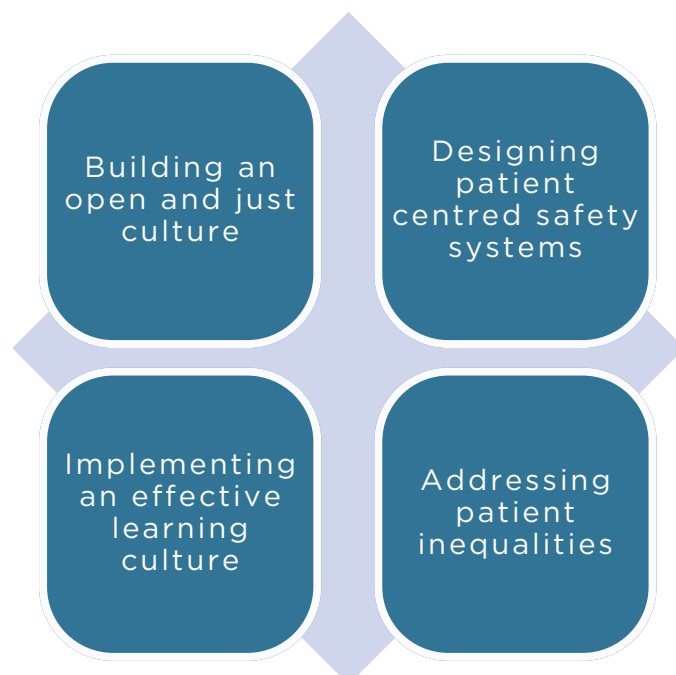 Building an
open and just
culture
Designing
patient
centred safety
systems
Implementing
an effective
learning
culture
Addressing
patient
inequalities